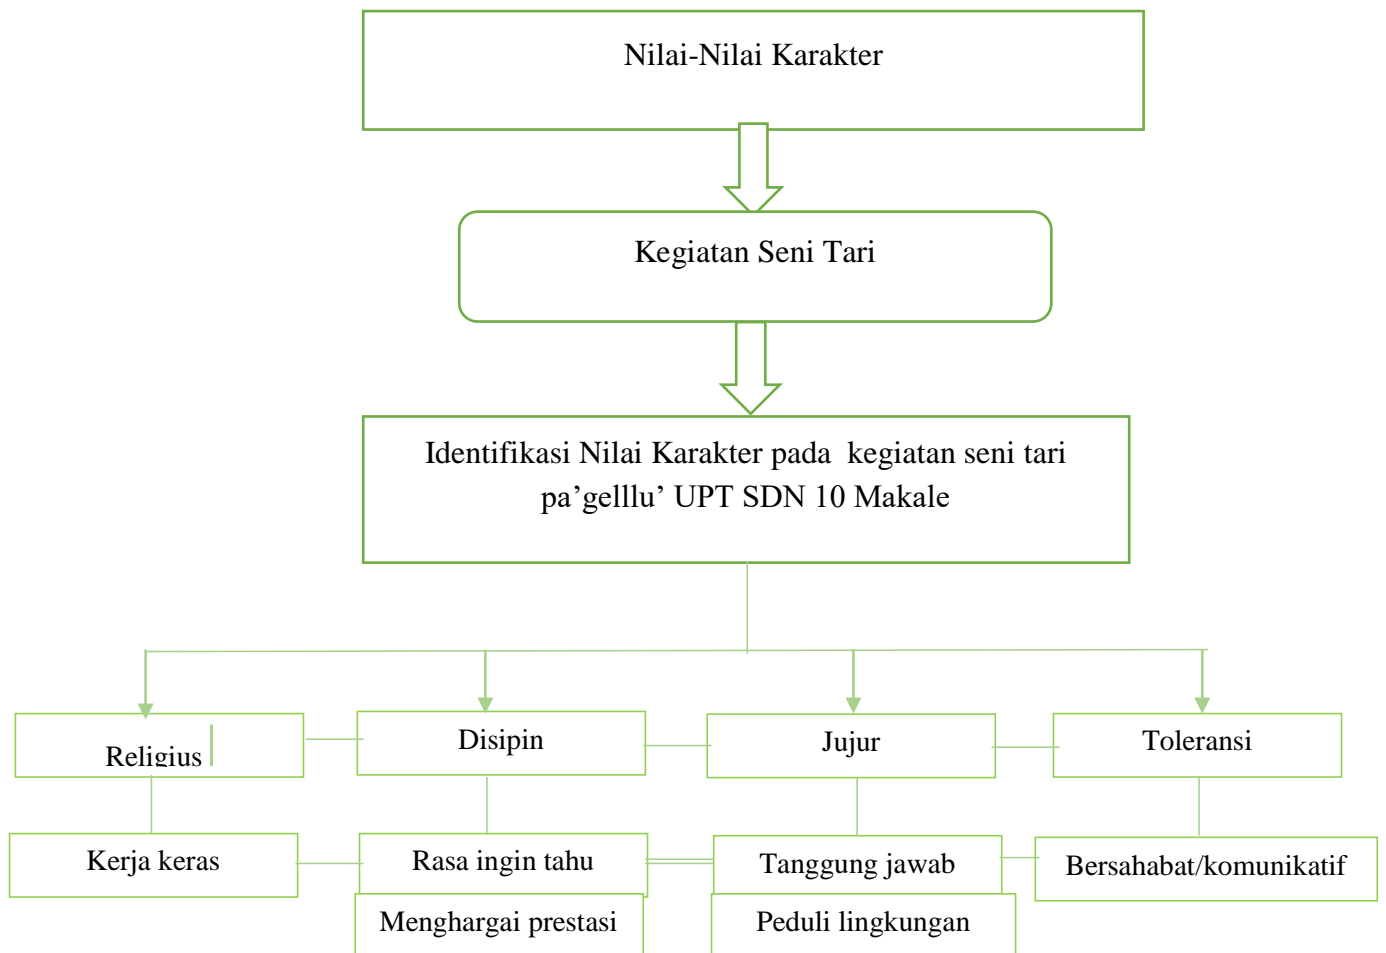 Nilai-Nilai Karakter
Kegiatan Seni Tari
Identifikasi Nilai Karakter pada kegiatan seni tari
pa’gelllu’ UPT SDN 10 Makale
Religius
Disipin
Jujur
Toleransi
Kerja keras
Rasa ingin tahu
Tanggung jawab
Bersahabat/komunikatif
Menghargai prestasi
Peduli lingkungan